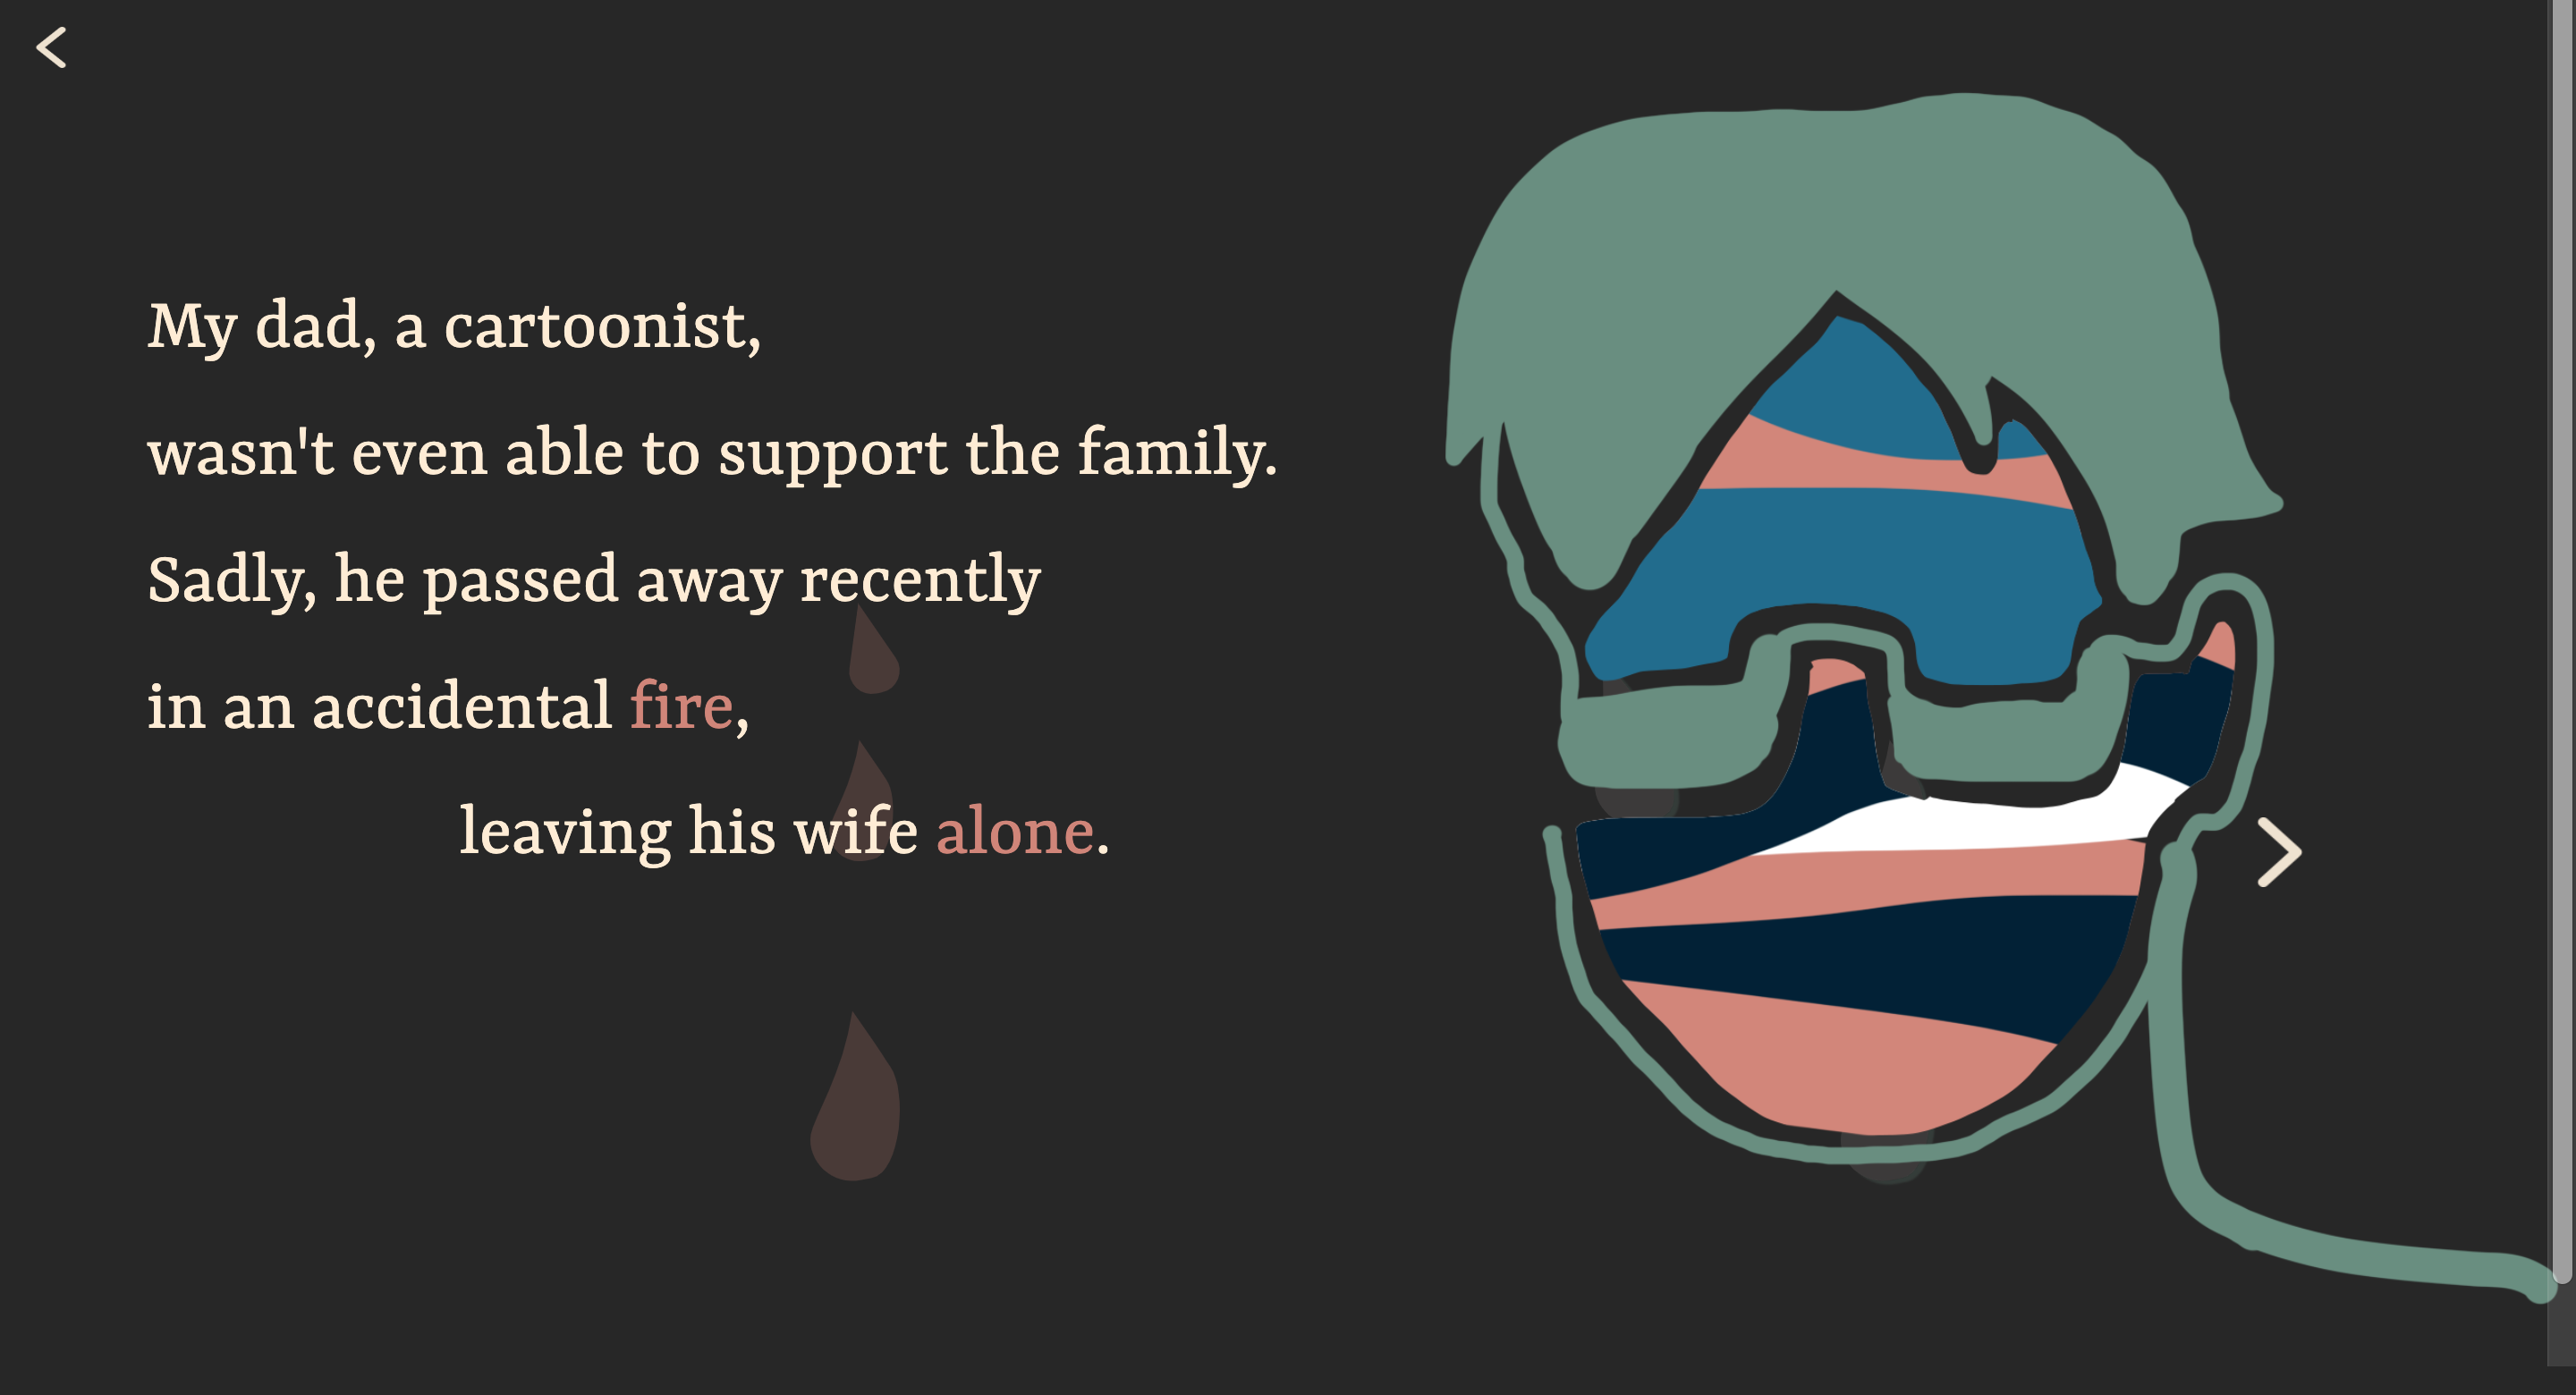 My dad, a cartoonist,
wasn't even able to support the family.
Sadly, he passed away recently
in an accidental fire,
leaving his wife alone.